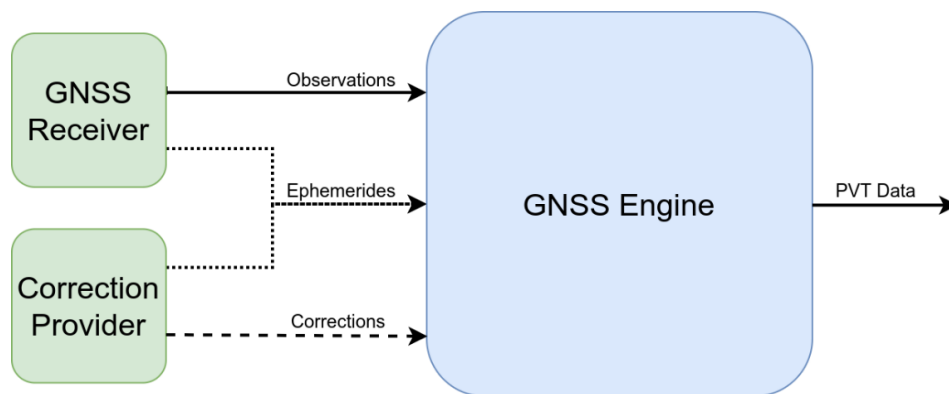 GNSS
Receiver
Observations
Ephemerides
GNSS Engine
PVT Data
Correction
Provider
Corrections